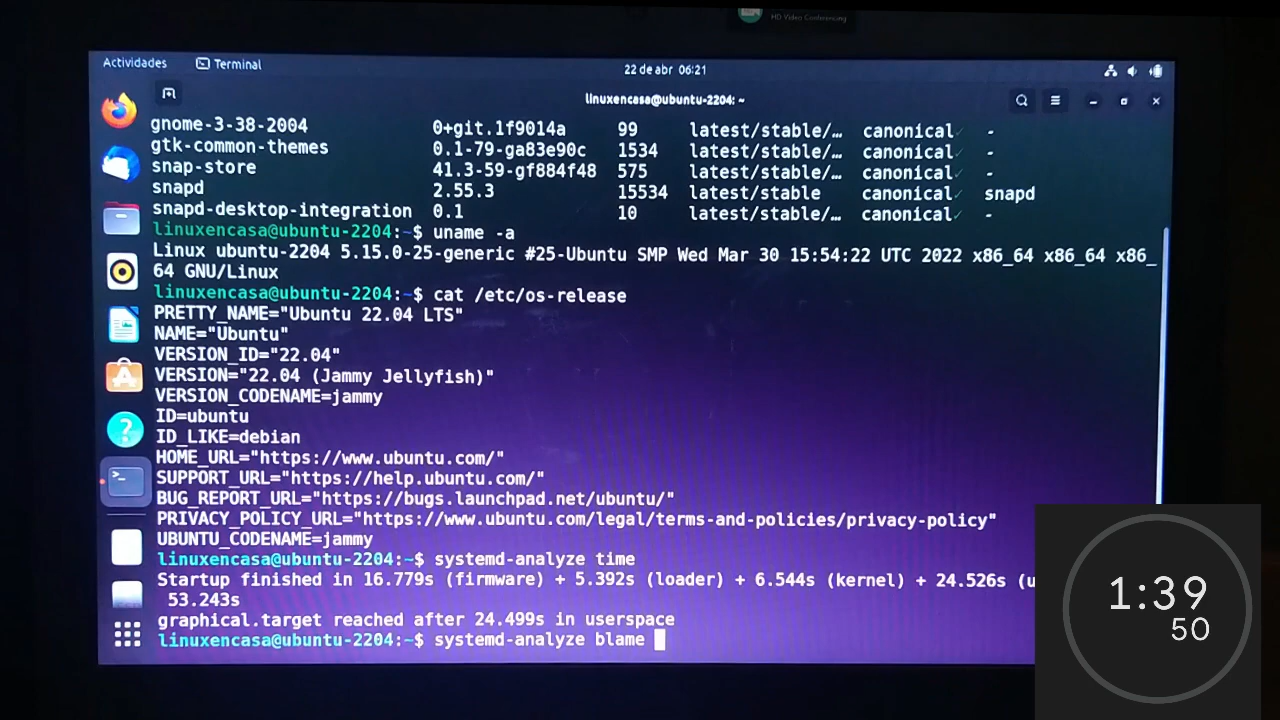 HD Video Conferencing
Actividades
Terminal
22 de abr 06:21
linuxencasa@ubuntu-2204: ~
gnome-3-38-2004 0+git.1f9014a 99 latest/stable/… canonical✓ -
gtk-common-themes 0.1-79-ga83e90c 1534 latest/stable/… canonical✓ -
snap-store 41.3-59-gf884f48 575 latest/stable/… canonical✓ -
snapd 2.55.3 15534 latest/stable canonical✓ snapd
snapd-desktop-integration 0.1 10 latest/stable/… canonical✓ -
linuxencasa@ubuntu-2204:~$ uname -a
Linux ubuntu-2204 5.15.0-25-generic #25-Ubuntu SMP Wed Mar 30 15:54:22 UTC 2022 x86_64 x86_64 x86_
64 GNU/Linux
linuxencasa@ubuntu-2204:~$ cat /etc/os-release
PRETTY_NAME="Ubuntu 22.04 LTS"
NAME="Ubuntu"
VERSION_ID="22.04"
VERSION="22.04 (Jammy Jellyfish)"
VERSION_CODENAME=jammy
ID=ubuntu
ID_LIKE=debian
HOME_URL="https://www.ubuntu.com/"
SUPPORT_URL="https://help.ubuntu.com/"
BUG_REPORT_URL="https://bugs.launchpad.net/ubuntu/"
PRIVACY_POLICY_URL="https://www.ubuntu.com/legal/terms-and-policies/privacy-policy"
UBUNTU_CODENAME=jammy
linuxencasa@ubuntu-2204:~$ systemd-analyze time
Startup finished in 16.779s (firmware) + 5.392s (loader) + 6.544s (kernel) + 24.526s (u
53.243s
graphical.target reached after 24.499s in userspace
linuxencasa@ubuntu-2204:~$ systemd-analyze blame
1:39
50